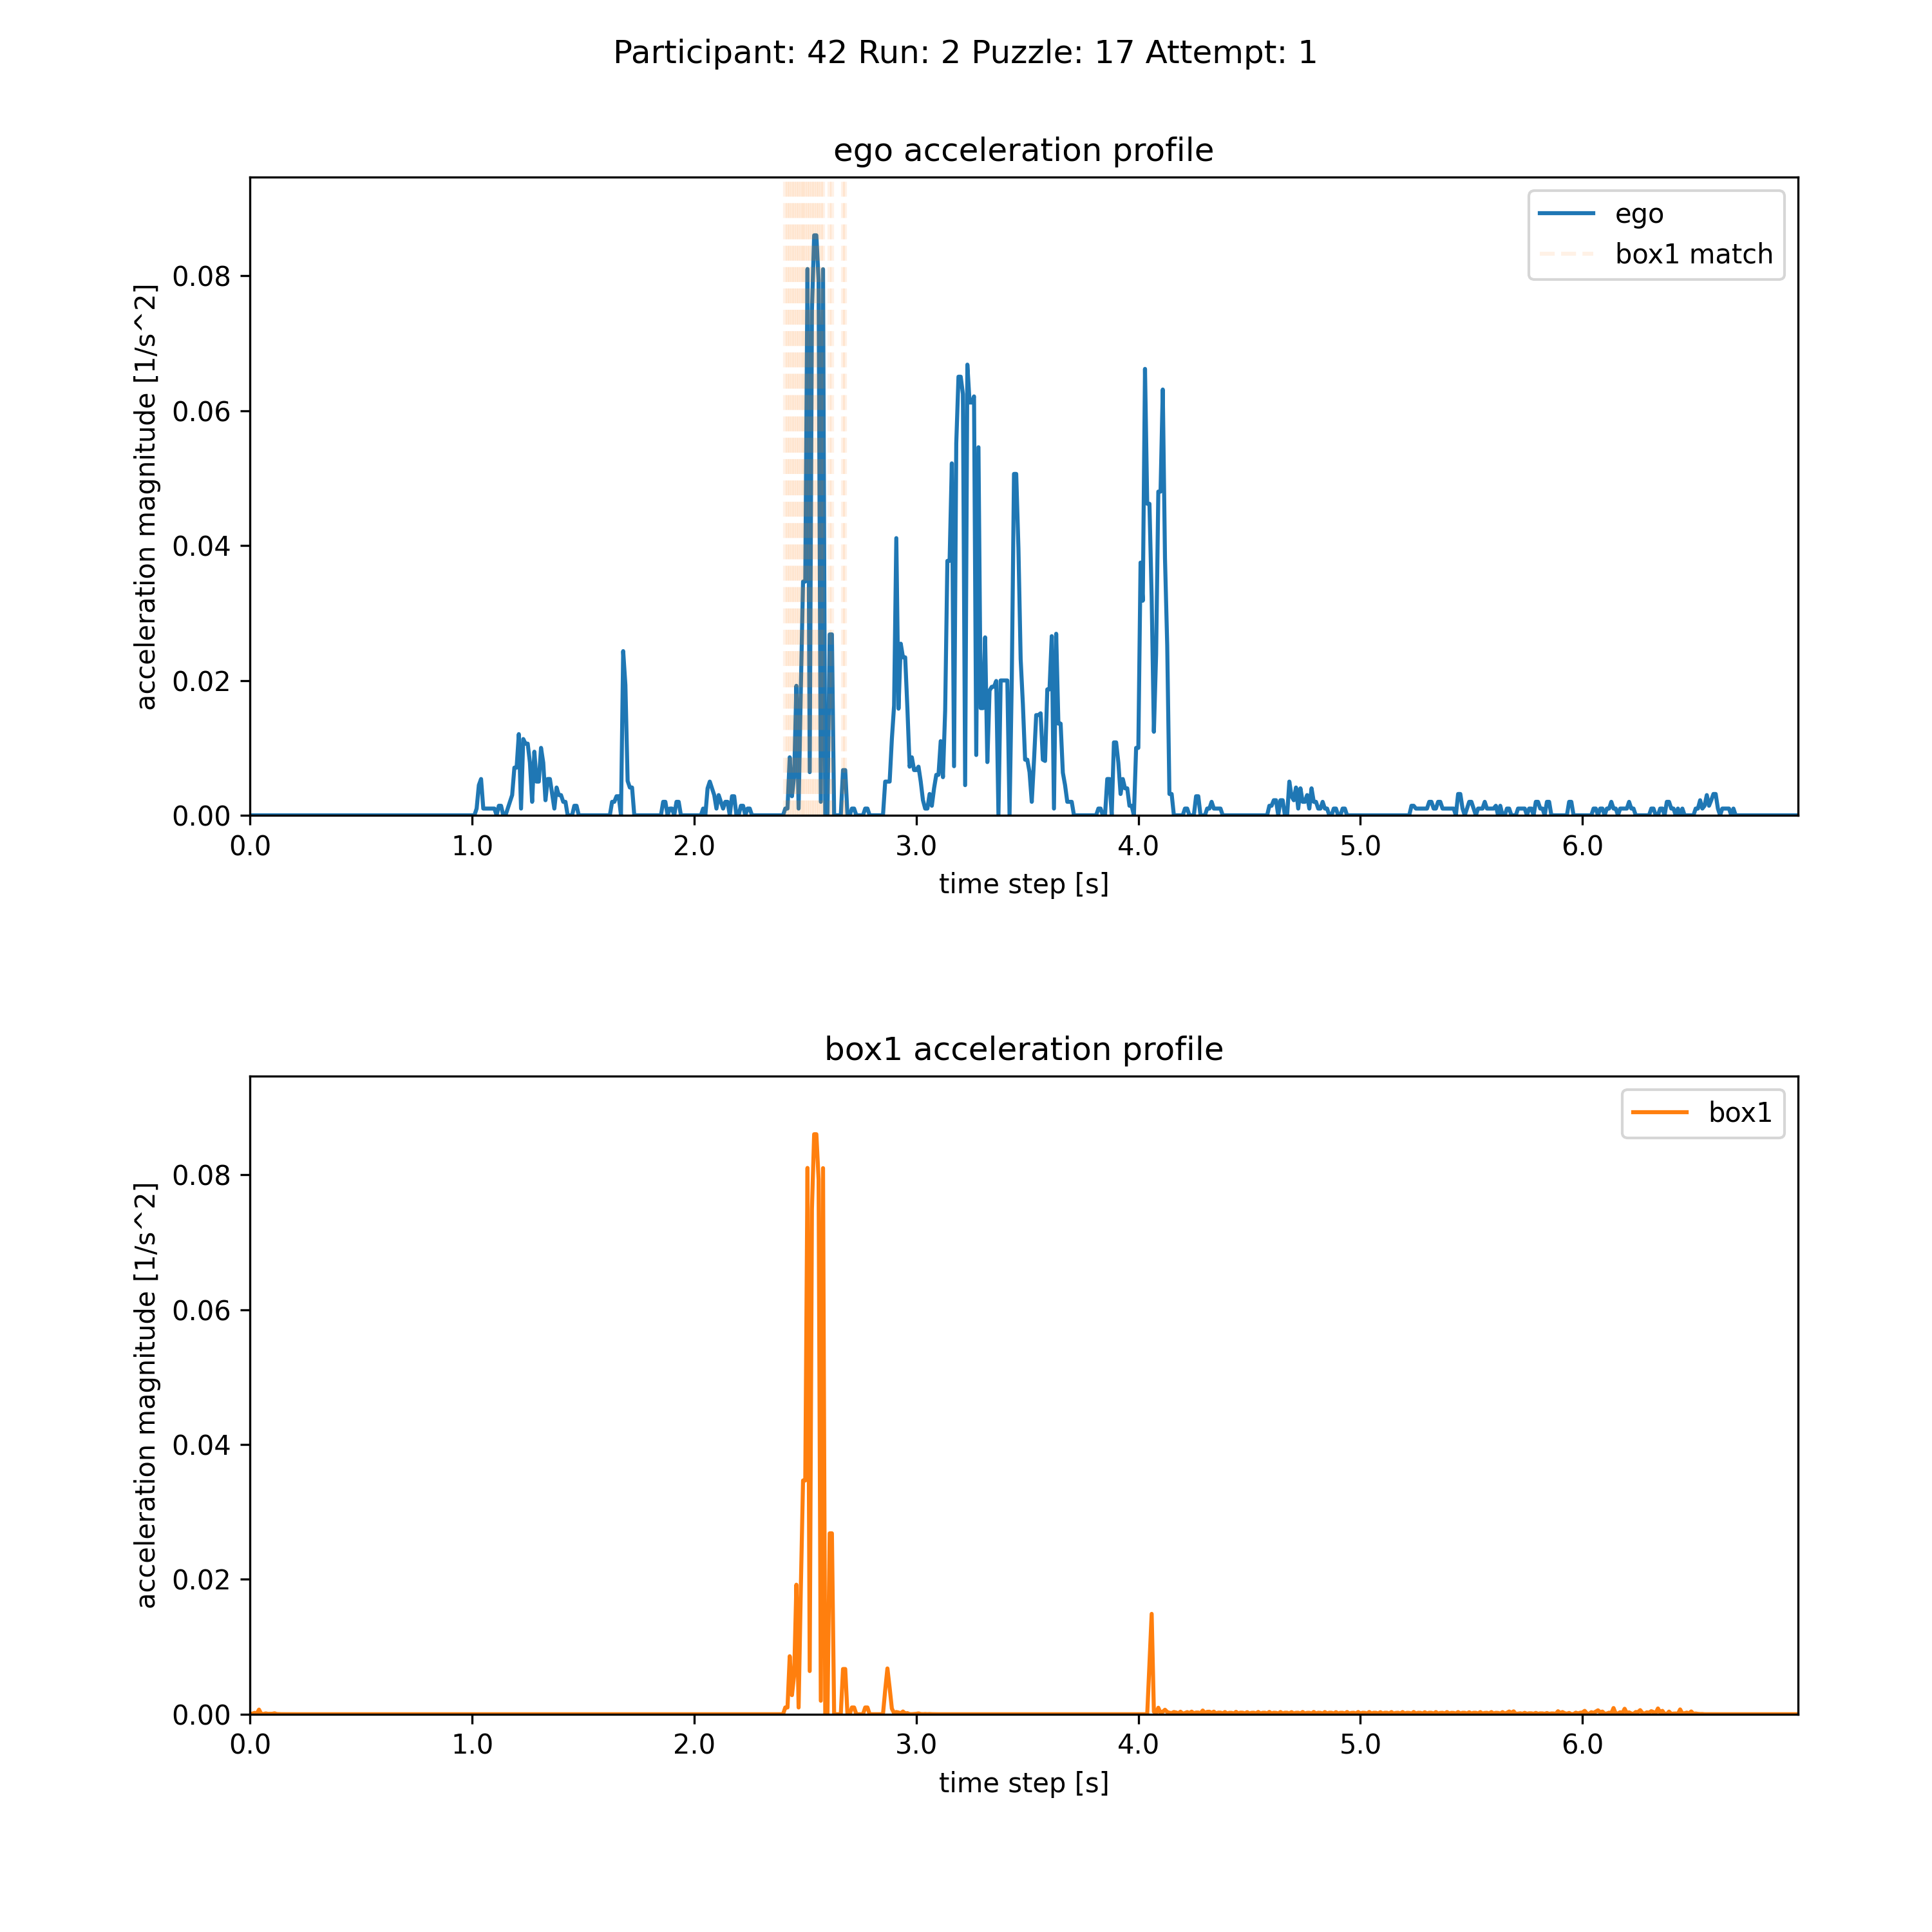 Participant: 42 Run: 2 Puzzle: 17 Attempt: 1
ego acceleration profile
acceleration magnitude [1/s^2]
0.08
0.06
0.04
0.02
0.00
ego
box1 match
0.0 1.0 2.0 3.0 4.0 5.0 6.0
time step [s]
box1 acceleration profile
acceleration magnitude [1/s^2]
0.08
0.06
0.04
0.02
0.00
box1
0.0 1.0 2.0 3.0 4.0 5.0 6.0
time step [s]